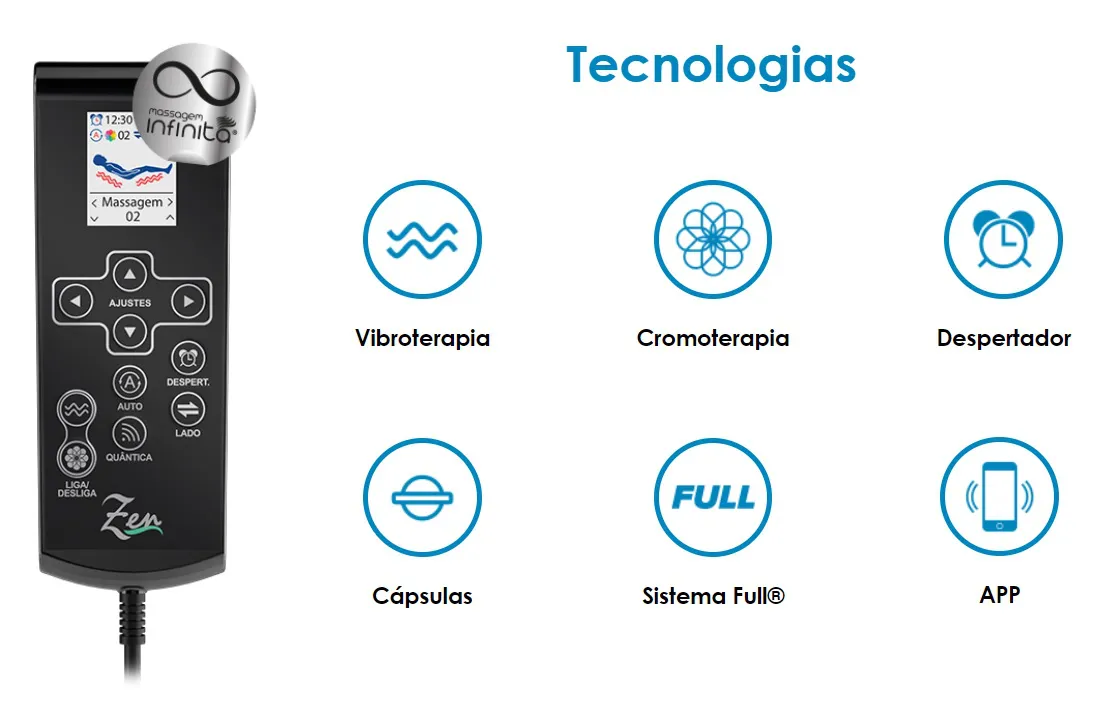 Tecnologias
massagem
Infinita®
12:30
02
< Massagem >
02
AJUSTES
DESPERT.
AUTO
LADO
QUÂNTICA
LIGA/
DESLIGA
Zen
Vibroterapia
Cromoterapia
Despertador
FULL
Cápsulas
Sistema Full®
APP